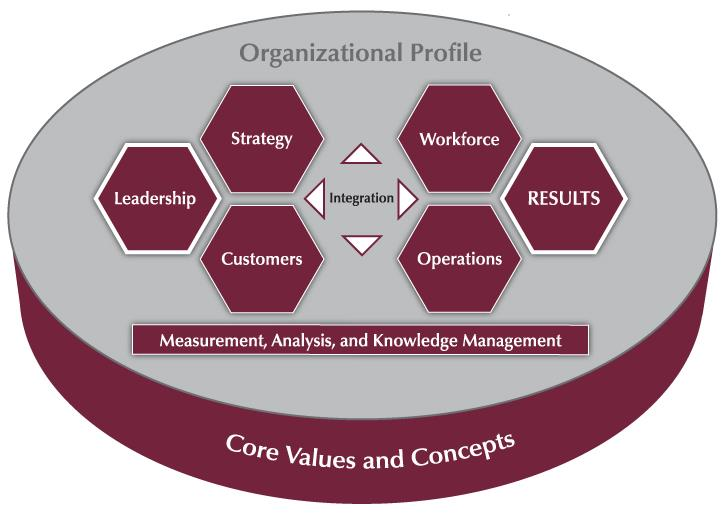 Organizational Profile
Strategy
Workforce
Leadership
Integration
RESULTS
Customers
Operations
Measurement, Analysis, and Knowledge Management
Core Values and Concepts